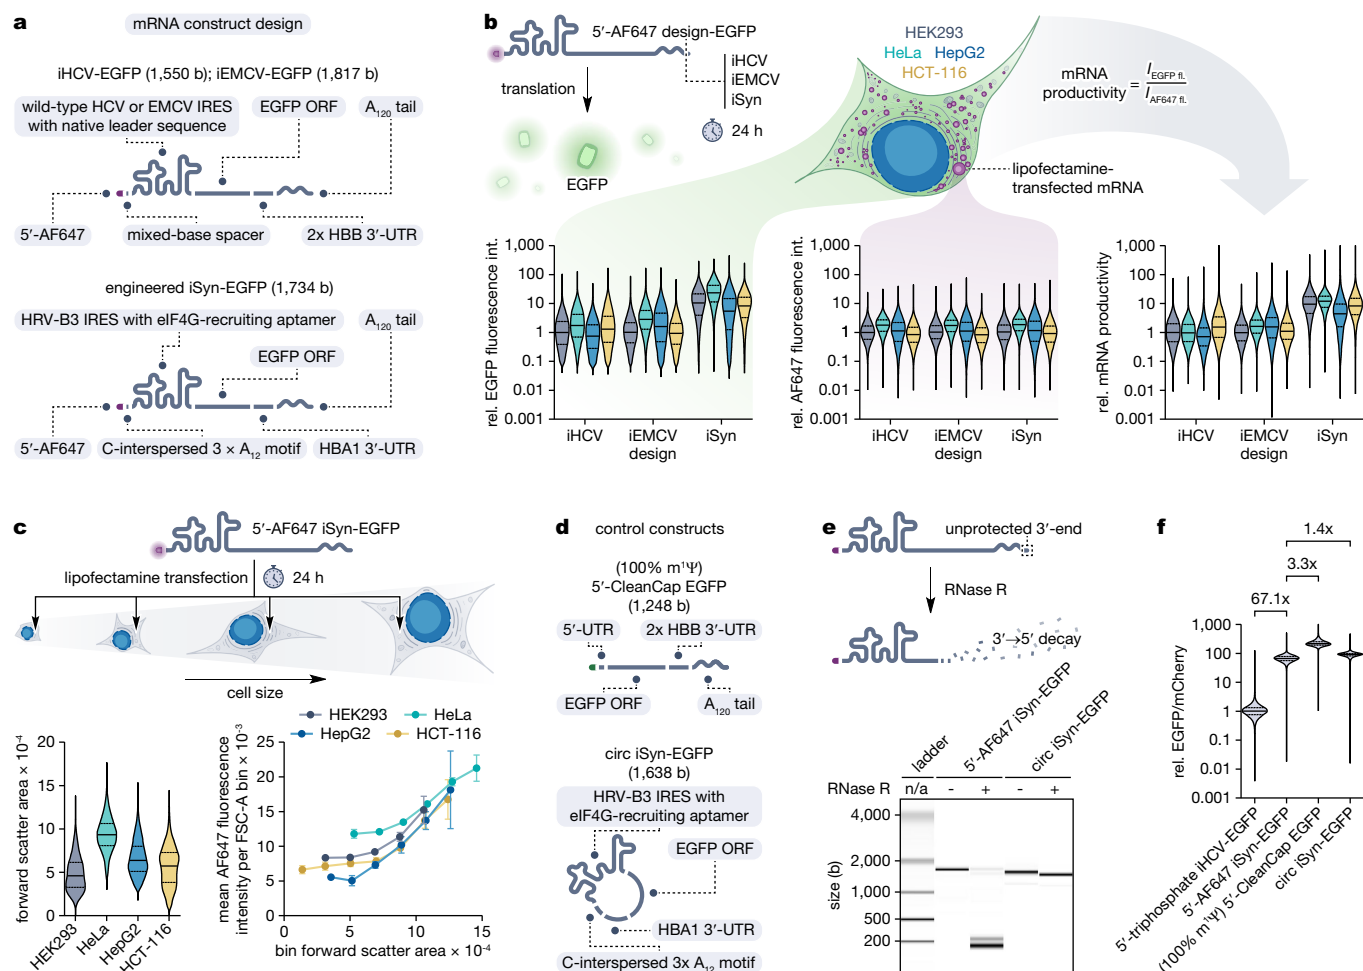 a
mRNA construct design
iHCV-EGFP (1,550 b); iEMCV-EGFP (1,817 b)
wild-type HCV or EMCV IRES
with native leader sequence
EGFP ORF
A120 tail
5′-AF647
mixed-base spacer
2x HBB 3′-UTR
engineered iSyn-EGFP (1,734 b)
HRV-B3 IRES with eIF4G-recruiting aptamer
A120 tail
EGFP ORF
5′-AF647
C-interspersed 3 × A12 motif
HBA1 3′-UTR
b
5′-AF647 design-EGFP
iHCV
iEMCV
iSyn
translation
24 h
EGFP
HEK293
HeLa HepG2
HCT-116
mRNA
productivity
=
IEGFP fl.
IAF647 fl.
lipofectamine-
transfected mRNA
rel. EGFP fluorescence int.
1,000
100
10
1
0.1
0.01
0.001
iHCV
iEMCV
iSyn
design
rel. AF647 fluorescence int.
1,000
100
10
1
0.1
0.01
0.001
iHCV
iEMCV
iSyn
design
rel. mRNA productivity
1,000
100
10
1
0.1
0.01
0.001
iHCV
iEMCV
iSyn
design
c
5′-AF647 iSyn-EGFP
lipofectamine transfection
24 h
cell size
forward scatter area × 10-4
20
15
10
5
0
HEK293
HeLa
HepG2
HCT-116
HEK293
HeLa
HepG2
HCT-116
mean AF647 fluorescence
intensity per FSC-A bin × 10-3
25
20
15
10
5
0
0
5
10
15
bin forward scatter area × 10-4
d
control constructs
(100% m1Ψ)
5′-CleanCap EGFP
(1,248 b)
5′-UTR
2x HBB 3′-UTR
EGFP ORF
A120 tail
circ iSyn-EGFP
(1,638 b)
HRV-B3 IRES with
eIF4G-recruiting aptamer
EGFP ORF
HBA1 3′-UTR
C-interspersed 3x A12 motif
e
unprotected 3′-end
RNase R
3′→5′ decay
ladder
5′-AF647 iSyn-EGFP
circ iSyn-EGFP
RNase R
n/a
-
+
-
+
size (b)
4,000
2,000
1,000
500
200
f
1.4x
3.3x
67.1x
rel. EGFP/mCherry
1,000
100
10
1
0.1
0.01
0.001
5′-triphosphate iHCV-EGFP
5′-AF647 iSyn-EGFP
(100% m1Ψ) 5′-CleanCap EGFP
circ iSyn-EGFP